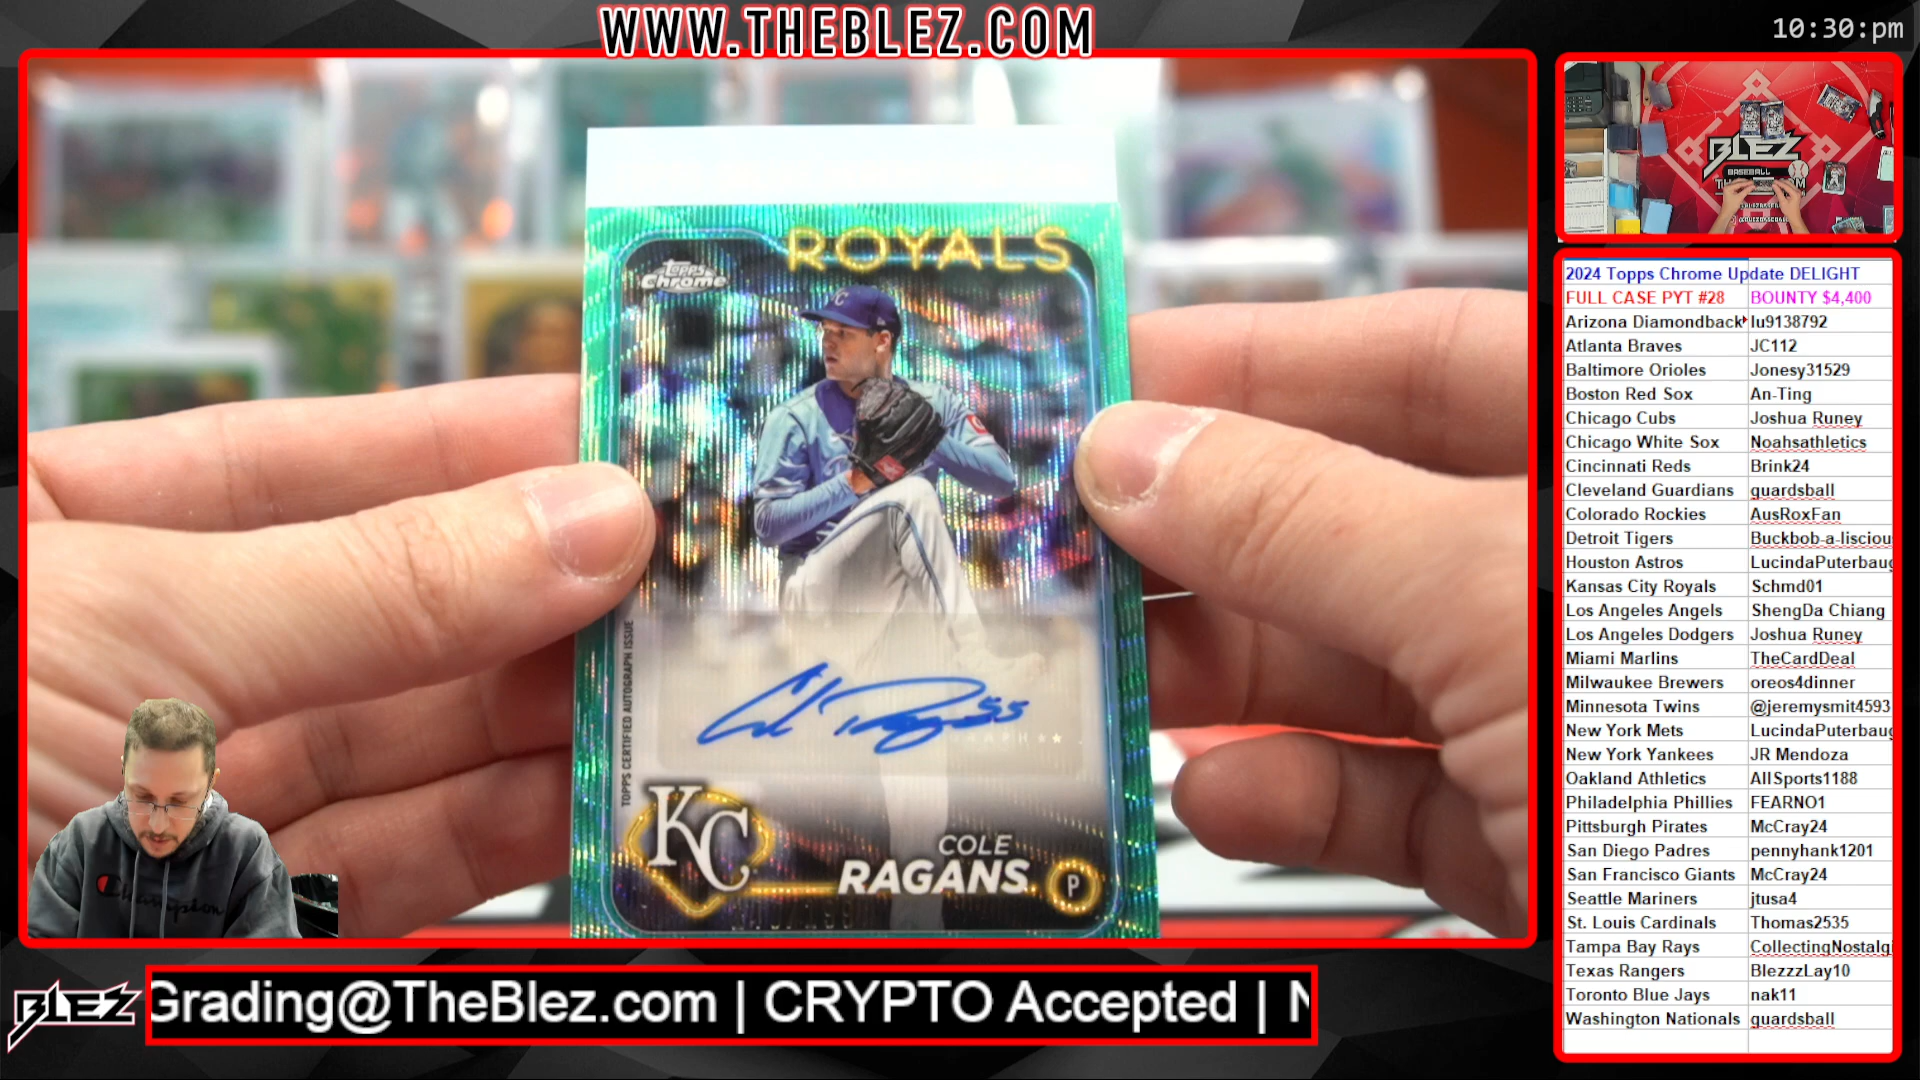 WWW.THEBLEZ.COM
10:30:pm
ROYALS
Topps
Chrome
TOPPS CERTIFIED AUTOGRAPH ISSUE
KC
COLE
RAGANS
P
Champion
BLEZ
BASEBALL
2024 Topps Chrome Update DELIGHT
FULL CASE PYT #28 BOUNTY $4,400
Arizona Diamondback lu9138792
Atlanta Braves JC112
Baltimore Orioles Jonesy31529
Boston Red Sox An-Ting
Chicago Cubs Joshua Runey
Chicago White Sox Noahsathletics
Cincinnati Reds Brink24
Cleveland Guardians guardsball
Colorado Rockies AusRoxFan
Detroit Tigers Buckbob-a-lisciou
Houston Astros LucindaPuterbaug
Kansas City Royals Schmd01
Los Angeles Angels ShengDa Chiang
Los Angeles Dodgers Joshua Runey
Miami Marlins TheCardDeal
Milwaukee Brewers oreos4dinner
Minnesota Twins @jeremysmit4593
New York Mets LucindaPuterbaug
New York Yankees JR Mendoza
Oakland Athletics AllSports1188
Philadelphia Phillies FEARNO1
Pittsburgh Pirates McCray24
San Diego Padres pennyhank1201
San Francisco Giants McCray24
Seattle Mariners jtusa4
St. Louis Cardinals Thomas2535
Tampa Bay Rays CollectingNostalgi
Texas Rangers BlezzzLay10
Toronto Blue Jays nak11
Washington Nationals guardsball
BLEZ
Grading@TheBlez.com | CRYPTO Accepted | N